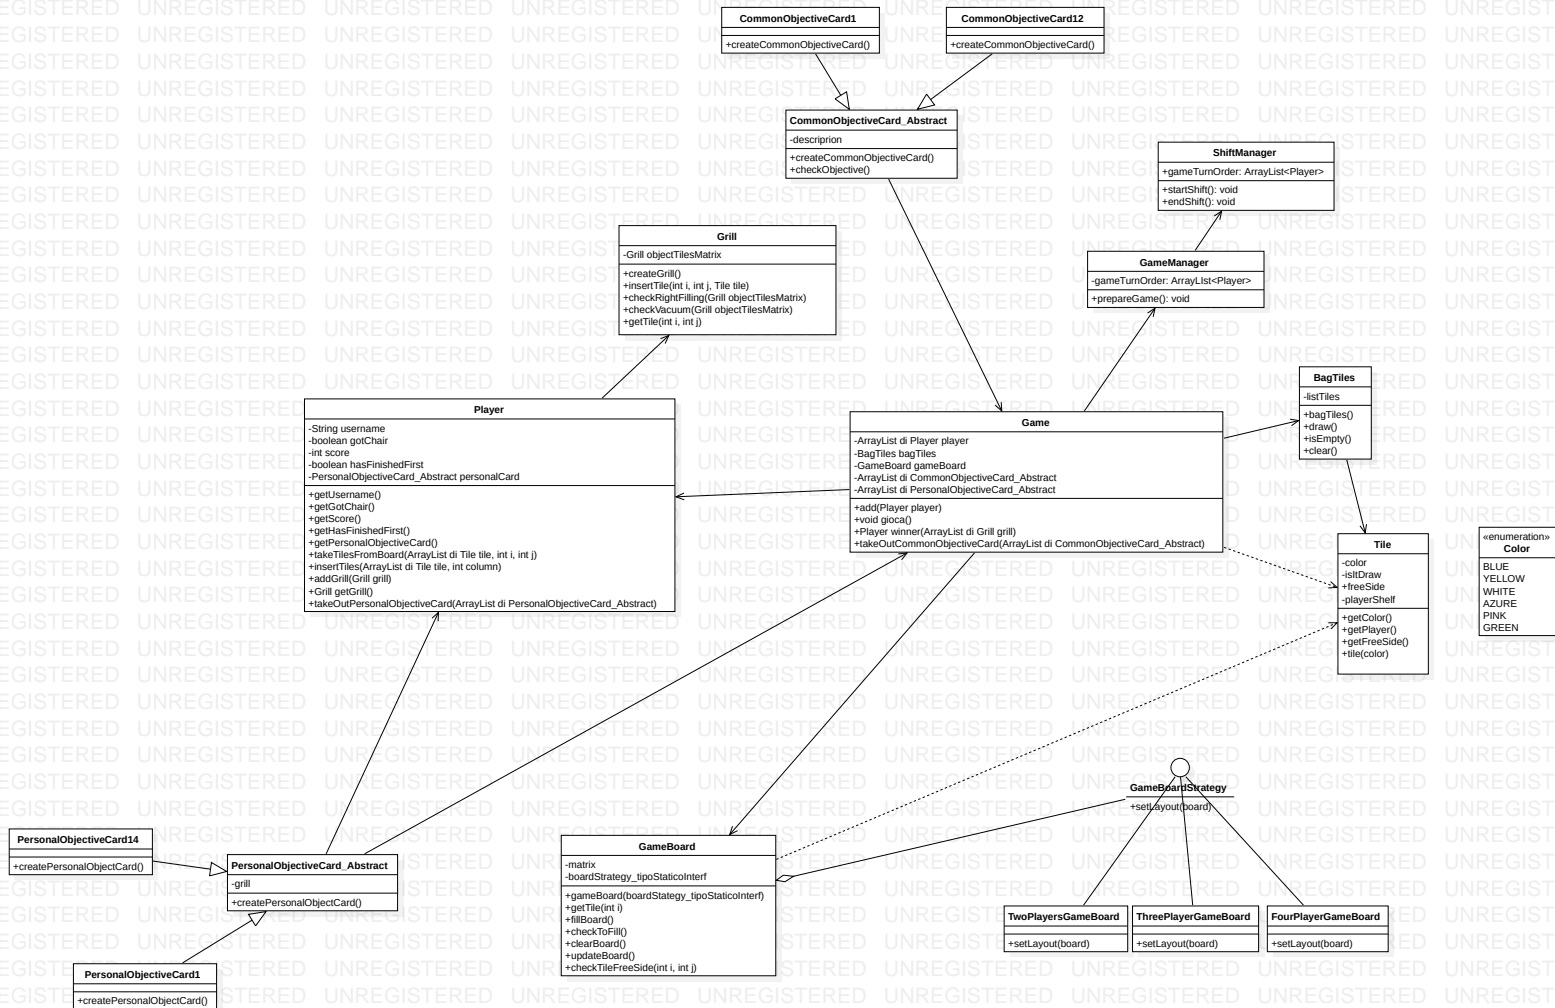 CommonObjectiveCard1
+createCommonObjectiveCard()
CommonObjectiveCard12
+createCommonObjectiveCard()
CommonObjectiveCard_Abstract
-descriprion
+createCommonObjectiveCard()
+checkObjective()
ShiftManager
+gameTurnOrder: ArrayList<Player>
+startShift(): void
+endShift(): void
Grill
-Grill objectTilesMatrix
+createGrill()
+insertTile(int i, int j, Tile tile)
+checkRightFilling(Grill objectTilesMatrix)
+checkVacuum(Grill objectTilesMatrix)
+getTile(int i, int j)
GameManager
-gameTurnOrder: ArrayLIst<Player>
+prepareGame(): void
BagTiles
-listTiles
+bagTiles()
+draw()
+isEmpty()
+clear()
Player
-String username
-boolean gotChair
-int score
-boolean hasFinishedFirst
-PersonalObjectiveCard_Abstract personalCard
+getUsername()
+getGotChair()
+getScore()
+getHasFinishedFirst()
+getPersonalObjectiveCard()
+takeTilesFromBoard(ArrayList di Tile tile, int i, int j)
+insertTiles(ArrayList di Tile tile, int column)
+addGrill(Grill grill)
+Grill getGrill()
+takeOutPersonalObjectiveCard(ArrayList di PersonalObjectiveCard_Abstract)
Game
-ArrayList di Player player
-BagTiles bagTiles
-GameBoard gameBoard
-ArrayList di CommonObjectiveCard_Abstract
-ArrayList di PersonalObjectiveCard_Abstract
+add(Player player)
+void gioca()
+Player winner(ArrayList di Grill grill)
+takeOutCommonObjectiveCard(ArrayList di CommonObjectiveCard_Abstract)
Tile
-color
-isItDraw
+freeSide
-playerShelf
+getColor()
+getPlayer()
+getFreeSide()
+tile(color)
«enumeration»
Color
BLUE
YELLOW
WHITE
AZURE
PINK
GREEN
GameBoardStrategy
+setLayout(board)
PersonalObjectiveCard14
+createPersonalObjectCard()
PersonalObjectiveCard_Abstract
-grill
+createPersonalObjectCard()
PersonalObjectiveCard1
+createPersonalObjectCard()
GameBoard
-matrix
-boardStrategy_tipoStaticoInterf
+gameBoard(boardStategy_tipoStaticoInterf)
+getTile(int i)
+fillBoard()
+checkToFill()
+clearBoard()
+updateBoard()
+checkTileFreeSide(int i, int j)
TwoPlayersGameBoard
+setLayout(board)
ThreePlayerGameBoard
+setLayout(board)
FourPlayerGameBoard
+setLayout(board)